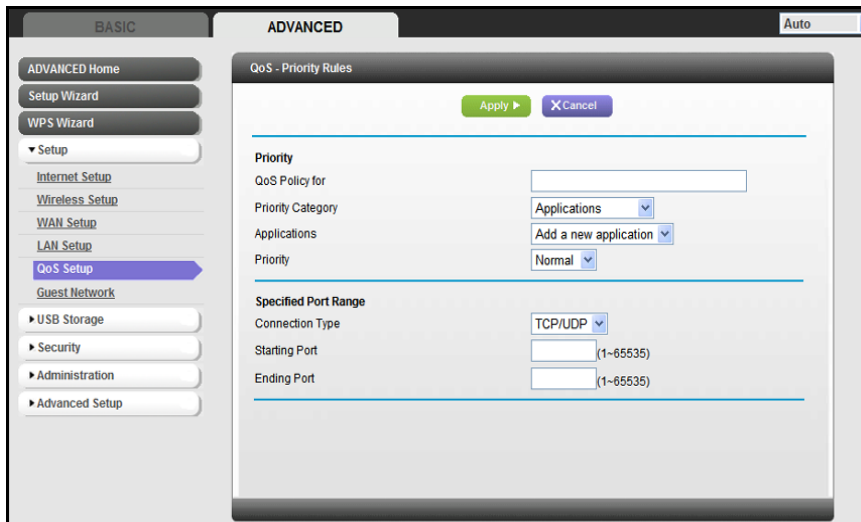 BASIC
ADVANCED
Auto
ADVANCED Home
Setup Wizard
WPS Wizard
Setup
Internet Setup
Wireless Setup
WAN Setup
LAN Setup
QoS Setup
Guest Network
USB Storage
Security
Administration
Advanced Setup
QoS - Priority Rules
Apply
Cancel
Priority
QoS Policy for
Priority Category Applications
Applications Add a new application
Priority Normal
Specified Port Range
Connection Type TCP/UDP
Starting Port (1~65535)
Ending Port (1~65535)